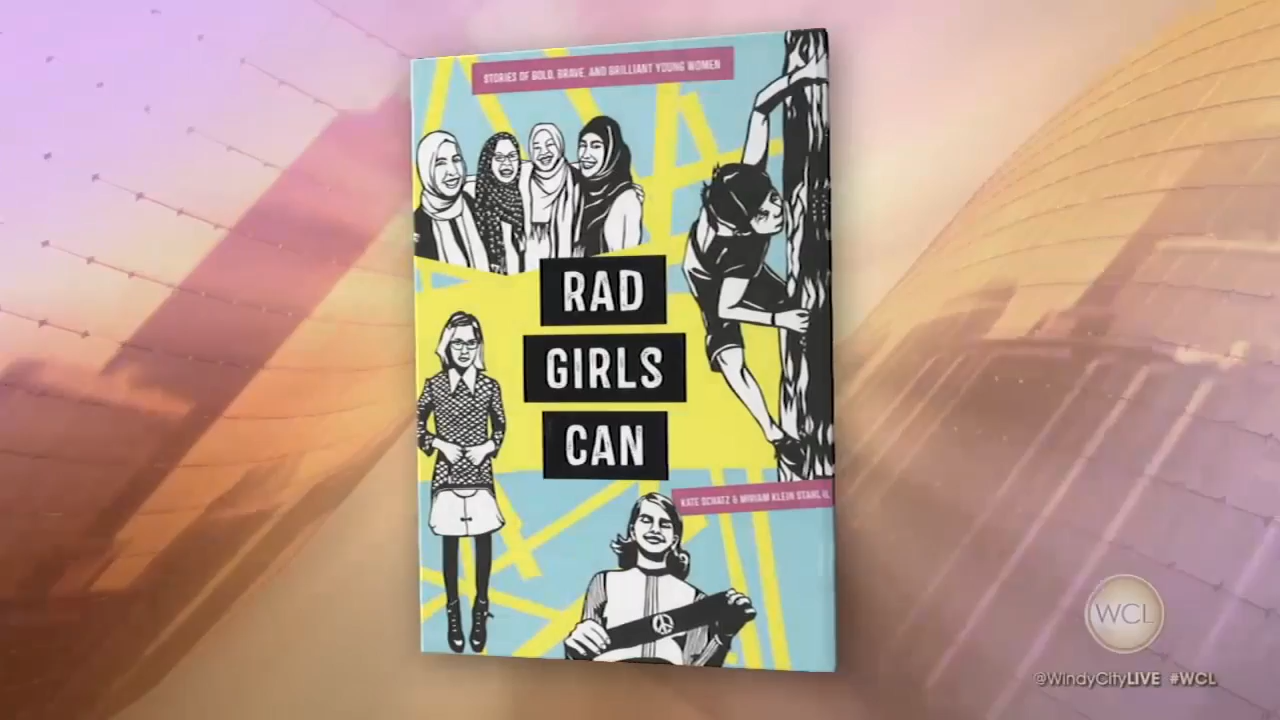 STORIES OF BOLD, BRAVE, AND BRILLIANT YOUNG WOMEN
RAD
GIRLS
CAN
KATE SCHATZ & MIRIAM KLEIN STAHL
WCL
@WINDYCITYLIVE #WCL